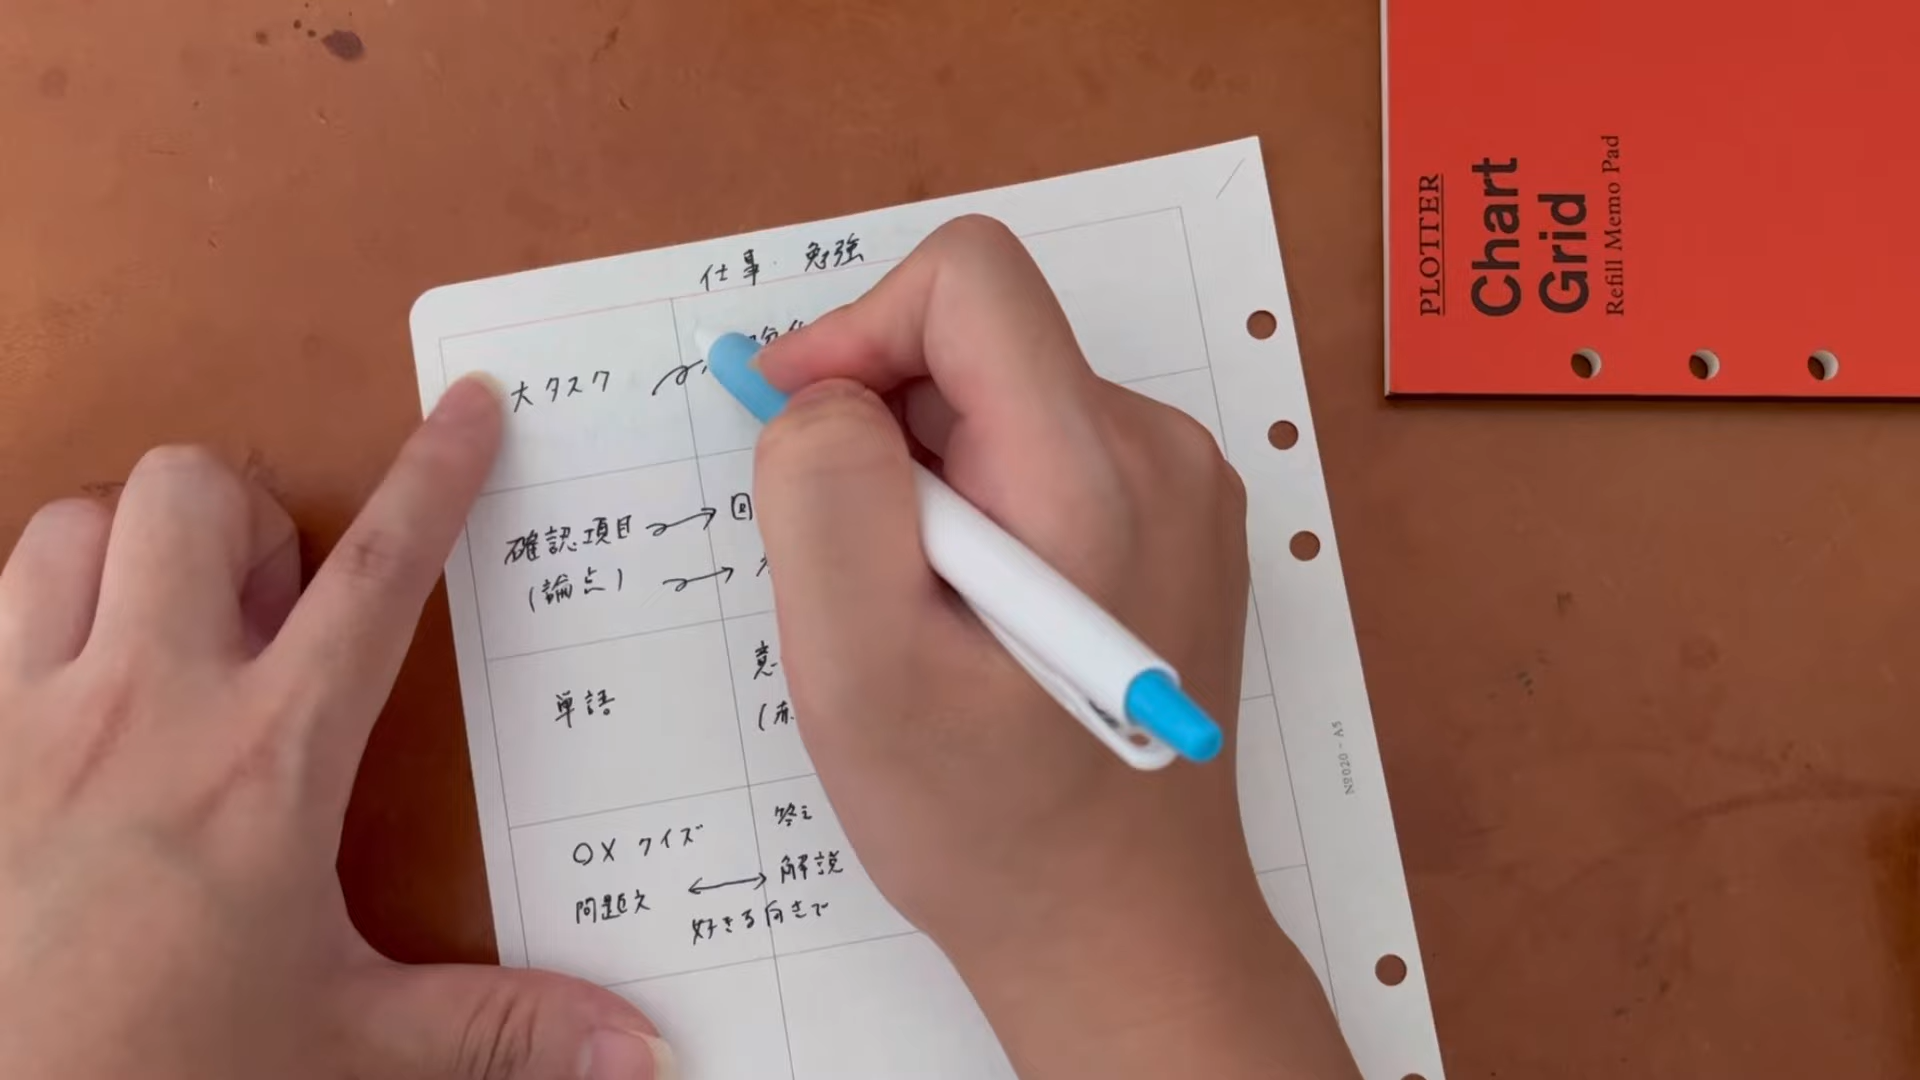 仕事・勉強
大タスク
確認項目
(論点)
単語
意
○×クイズ
答え
問題文 ↔ 解説
好きな向きで
PLOTTER
Chart
Grid
Refill Memo Pad
Nº020 - A5